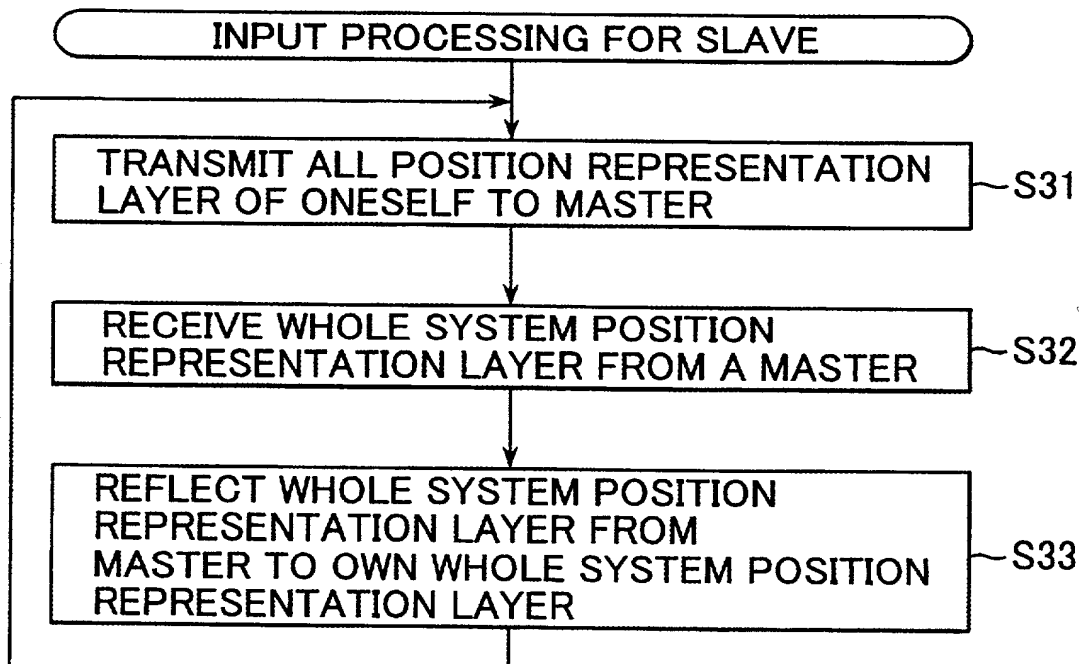 INPUT PROCESSING FOR SLAVE
TRANSMIT ALL POSITION REPRESENTATION
LAYER OF ONESELF TO MASTER
S31
RECEIVE WHOLE SYSTEM POSITION
REPRESENTATION LAYER FROM A MASTER
S32
REFLECT WHOLE SYSTEM POSITION
REPRESENTATION LAYER FROM
MASTER TO OWN WHOLE SYSTEM POSITION
REPRESENTATION LAYER
S33